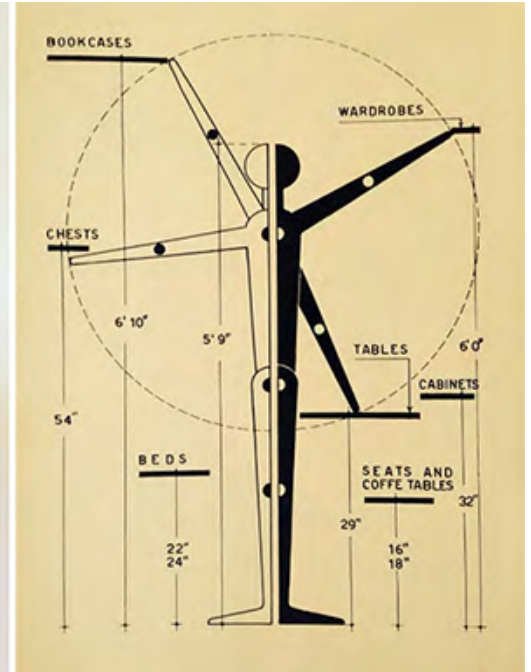 BOOKCASES
WARDROBES
CHESTS
6' 10"
5' 9"
6' 0"
TABLES
CABINETS
54"
BEDS
SEATS AND
COFFE TABLES
32"
29"
22"
24"
16"
18"